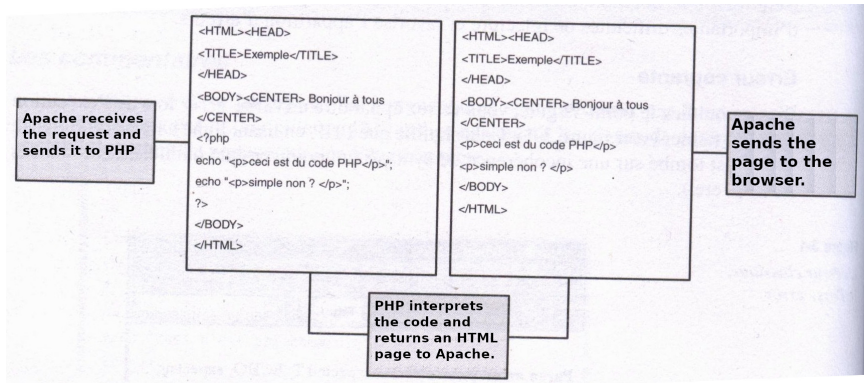 Apache receives
the request and
sends it to PHP
<HTML><HEAD>
<TITLE>Exemple</TITLE>
</HEAD>
<BODY><CENTER> Bonjour à tous
</CENTER>
echo "<p>ceci est du code PHP</p>";
echo "<p>simple non ? </p>";
?>
</BODY>
</HTML>
PHP interprets
the code and
returns an HTML
page to Apache.
<HTML><HEAD>
<TITLE>Exemple</TITLE>
</HEAD>
<BODY><CENTER> Bonjour à tous
</CENTER>
<p>ceci est du code PHP</p>
<p>simple non ? </p>
</BODY>
</HTML>
Apache
sends the
page to the
browser.